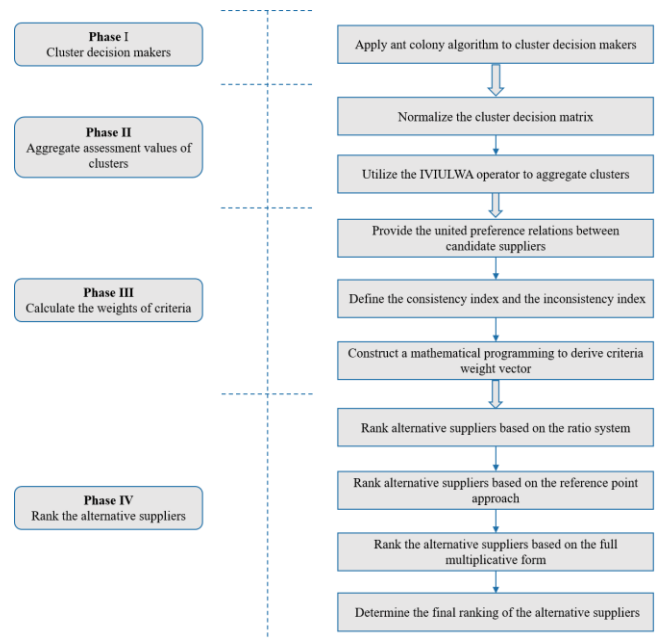 Phase I
Cluster decision makers
Apply ant colony algorithm to cluster decision makers
Normalize the cluster decision matrix
Phase II
Aggregate assessment values of
clusters
Utilize the IVIULWA operator to aggregate clusters
Provide the united preference relations between
candidate suppliers
Phase III
Calculate the weights of criteria
Define the consistency index and the inconsistency index
Construct a mathematical programming to derive criteria
weight vector
Rank alternative suppliers based on the ratio system
Phase IV
Rank the alternative suppliers
Rank alternative suppliers based on the reference point
approach
Rank the alternative suppliers based on the full
multiplicative form
Determine the final ranking of the alternative suppliers